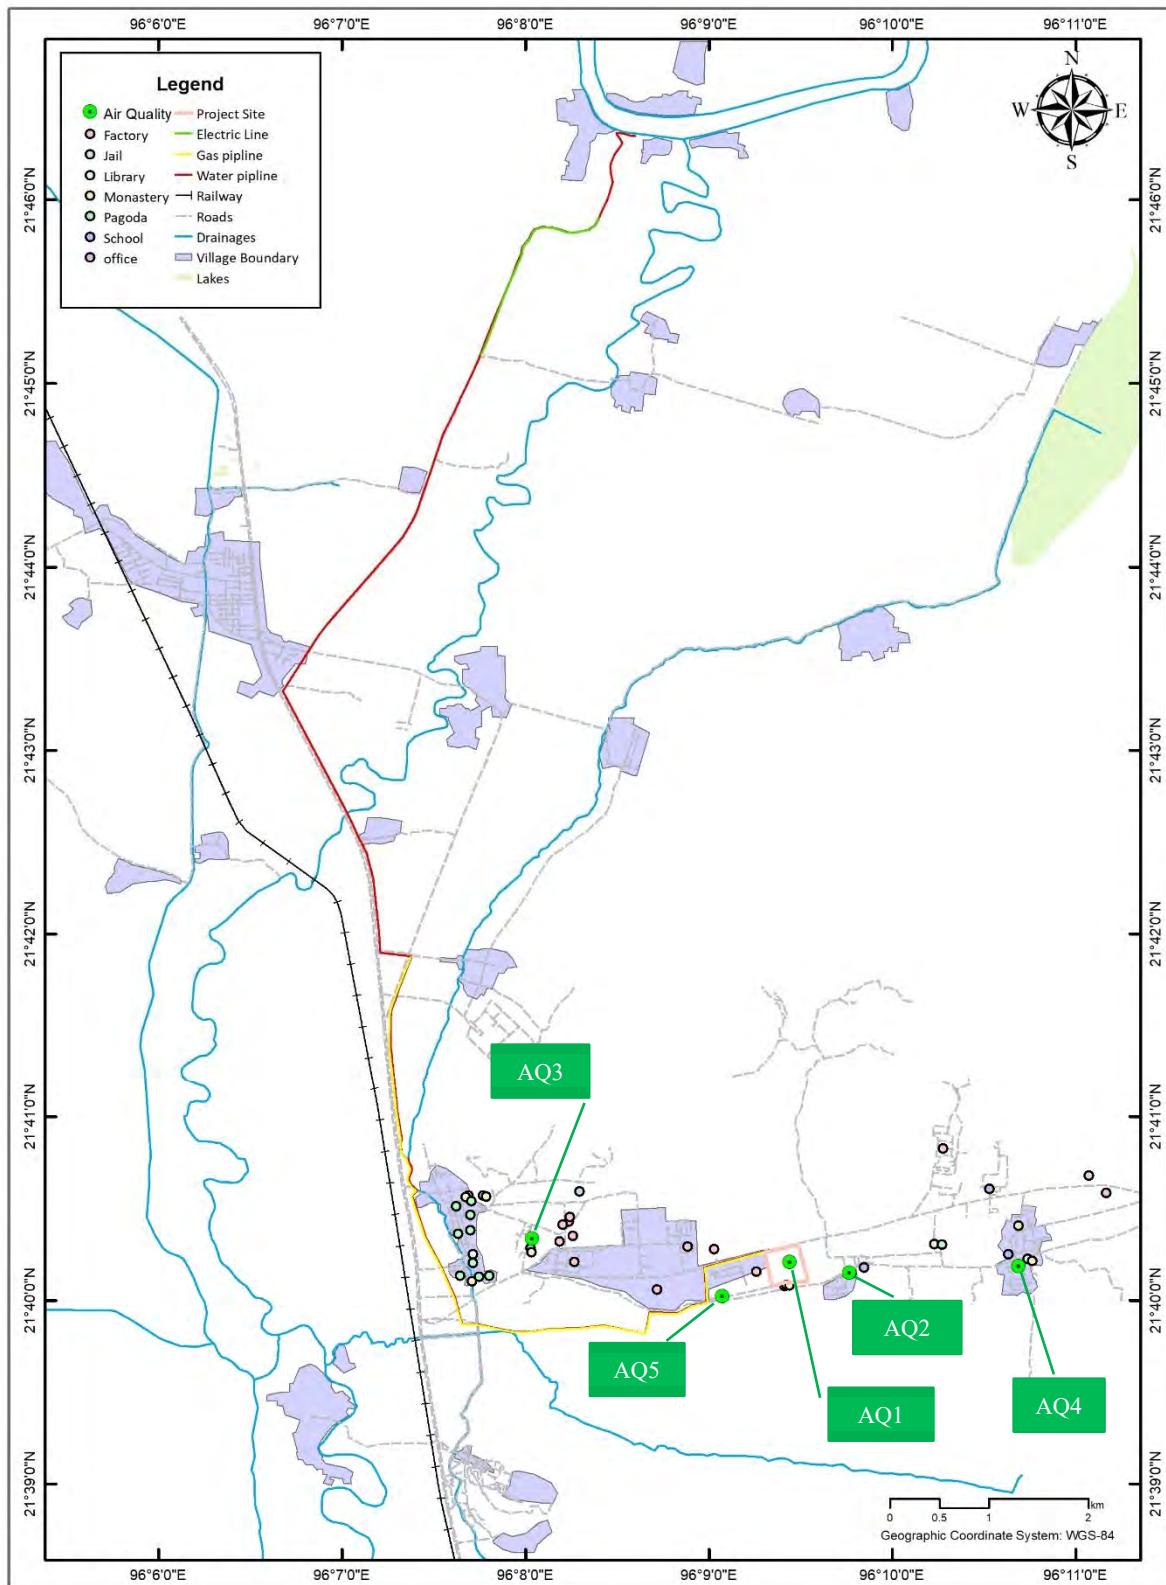 96°6'0"E 96°7'0"E 96°8'0"E 96°9'0"E 96°10'0"E 96°11'0"E
Legend
Air Quality
Factory
Jail
Library
Monastery
Pagoda
School
office
Project Site
Electric Line
Gas pipline
Water pipline
Railway
Roads
Drainages
Village Boundary
Lakes
N
W E
S
21°46'0"N 21°46'0"N
21°45'0"N 21°45'0"N
21°44'0"N 21°44'0"N
21°43'0"N 21°43'0"N
21°42'0"N 21°42'0"N
21°41'0"N 21°41'0"N
21°40'0"N 21°40'0"N
21°39'0"N 21°39'0"N
AQ3
AQ2
AQ5
AQ1
AQ4
0 0.5 1 2 km
Geographic Coordinate System: WGS-84
96°6'0"E 96°7'0"E 96°8'0"E 96°9'0"E 96°10'0"E 96°11'0"E